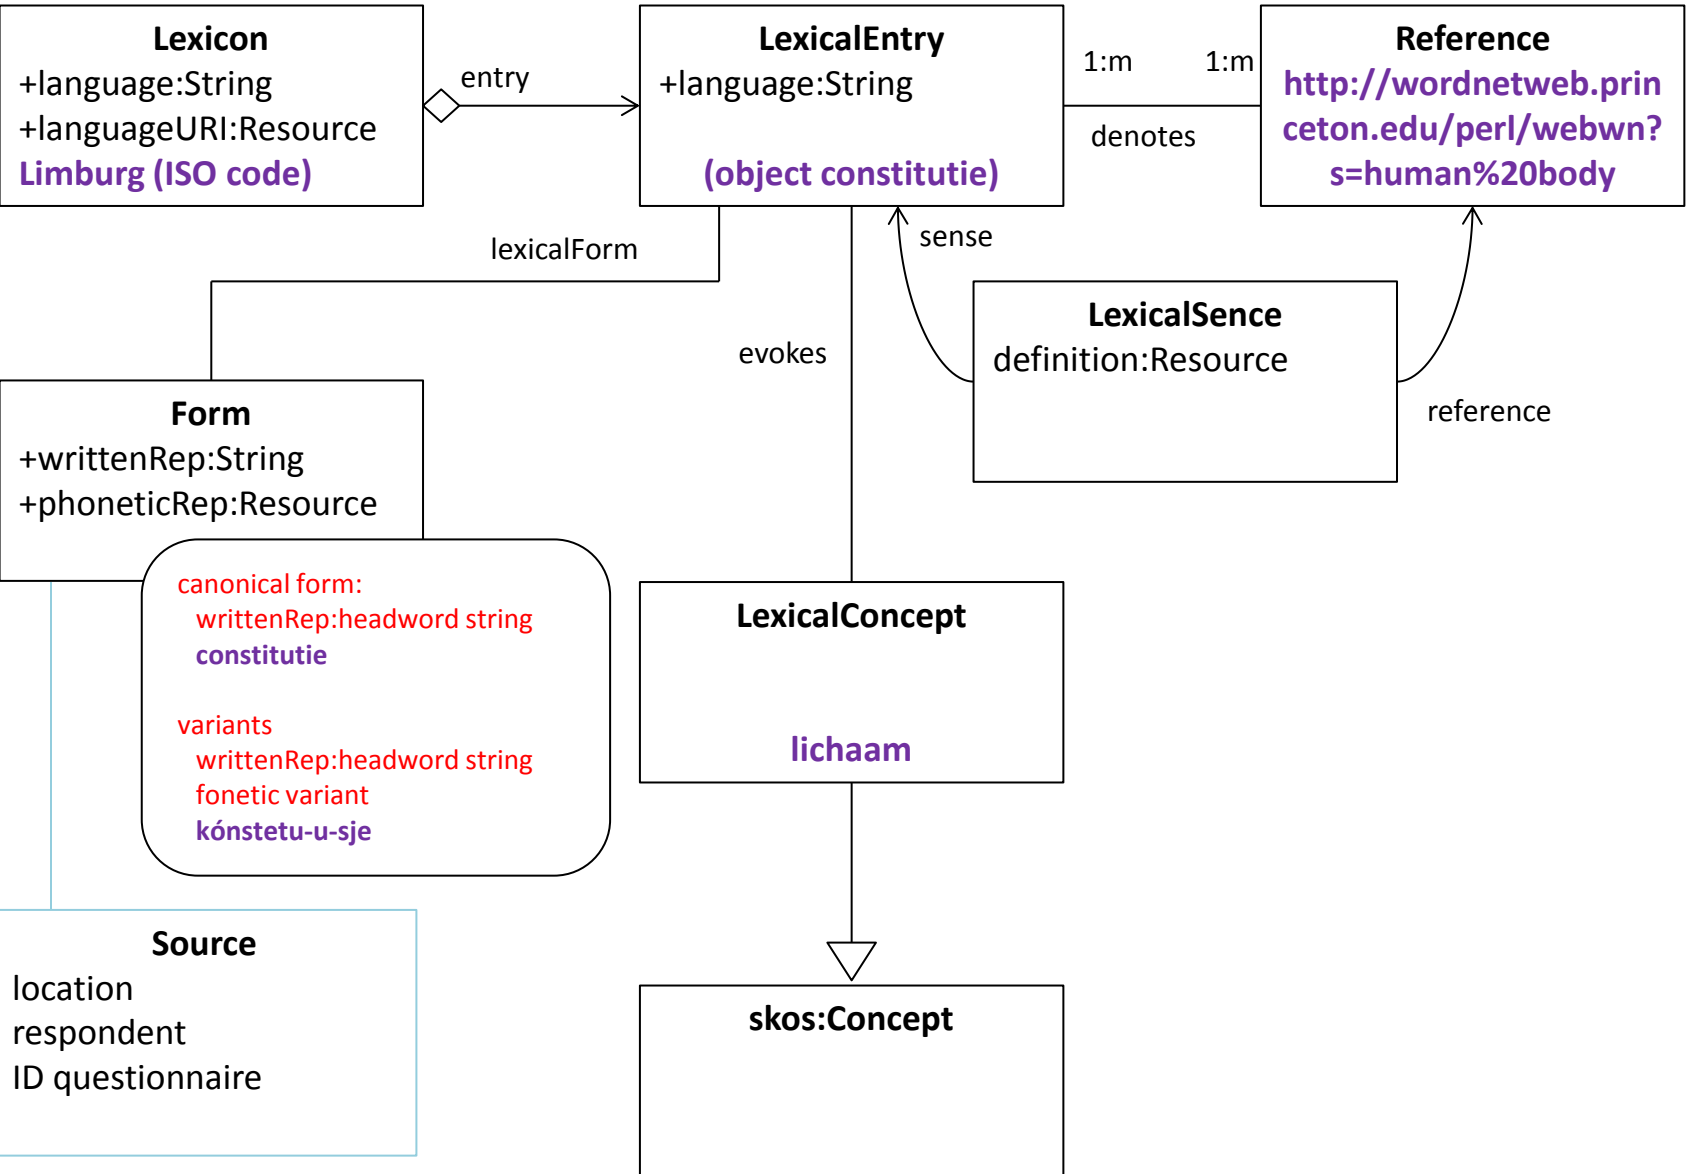 Lexicon
+language:String
+languageURI:Resource
Limburg (ISO code)
entry
LexicalEntry
+language:String
(object constitutie)
1:m
1:m
denotes
Reference
http://wordnetweb.prin
ceton.edu/perl/webwn?
s=human%20body
lexicalForm
sense
LexicalSence
definition:Resource
reference
evokes
Form
+writtenRep:String
+phoneticRep:Resource
canonical form:
writtenRep:headword string
constitutie
variants
writtenRep:headword string
fonetic variant
kónstetu-u-sje
LexicalConcept
lichaam
Source
location
respondent
ID questionnaire
skos:Concept